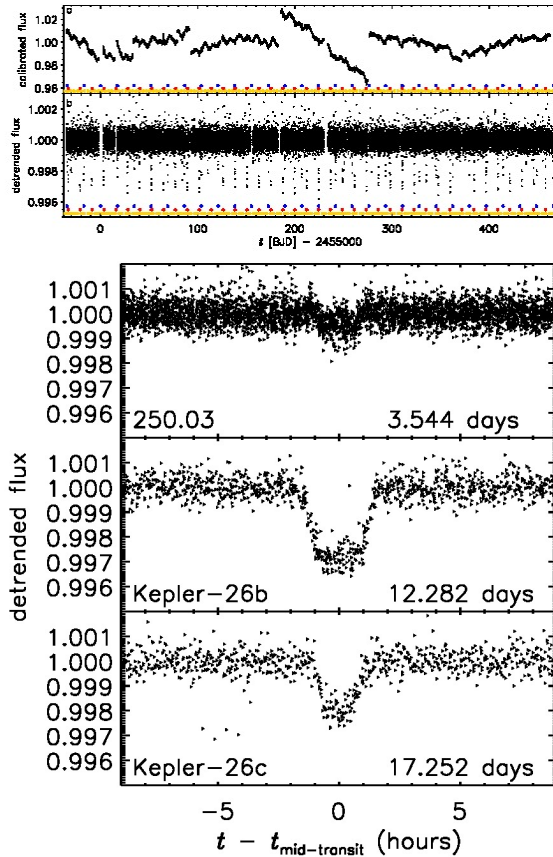 a
1.02
1.00
0.98
0.96
calibrated flux
b
1.002
1.000
0.998
0.996
detrended flux
0 100 200 300 400
t [BJD] − 2455000
1.001
1.000
0.999
0.998
0.997
0.996
250.03 3.544 days
1.001
1.000
0.999
0.998
0.997
0.996
Kepler−26b 12.282 days
1.001
1.000
0.999
0.998
0.997
0.996
Kepler−26c 17.252 days
detrended flux
−5 0 5
t − tmid−transit (hours)